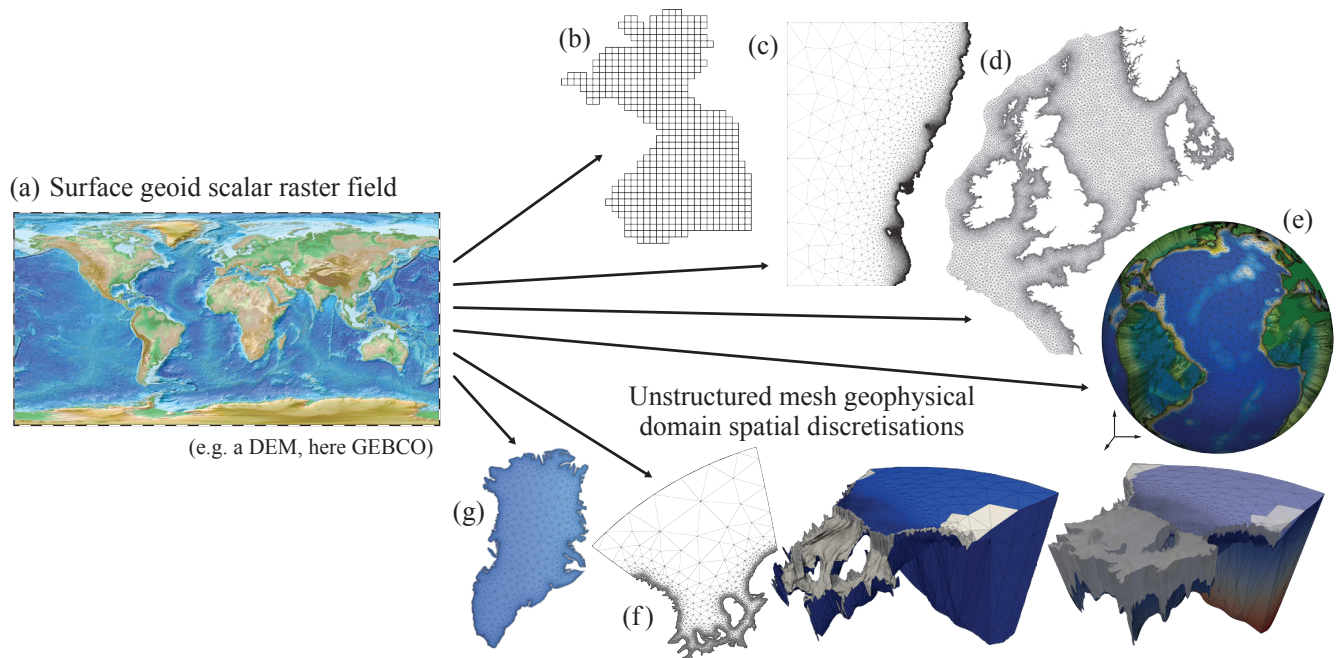 (a) Surface geoid scalar raster field
(e.g. a DEM, here GEBCO)
(b)
(c)
(d)
(e)
Unstructured mesh geophysical
domain spatial discretisations
(g)
(f)